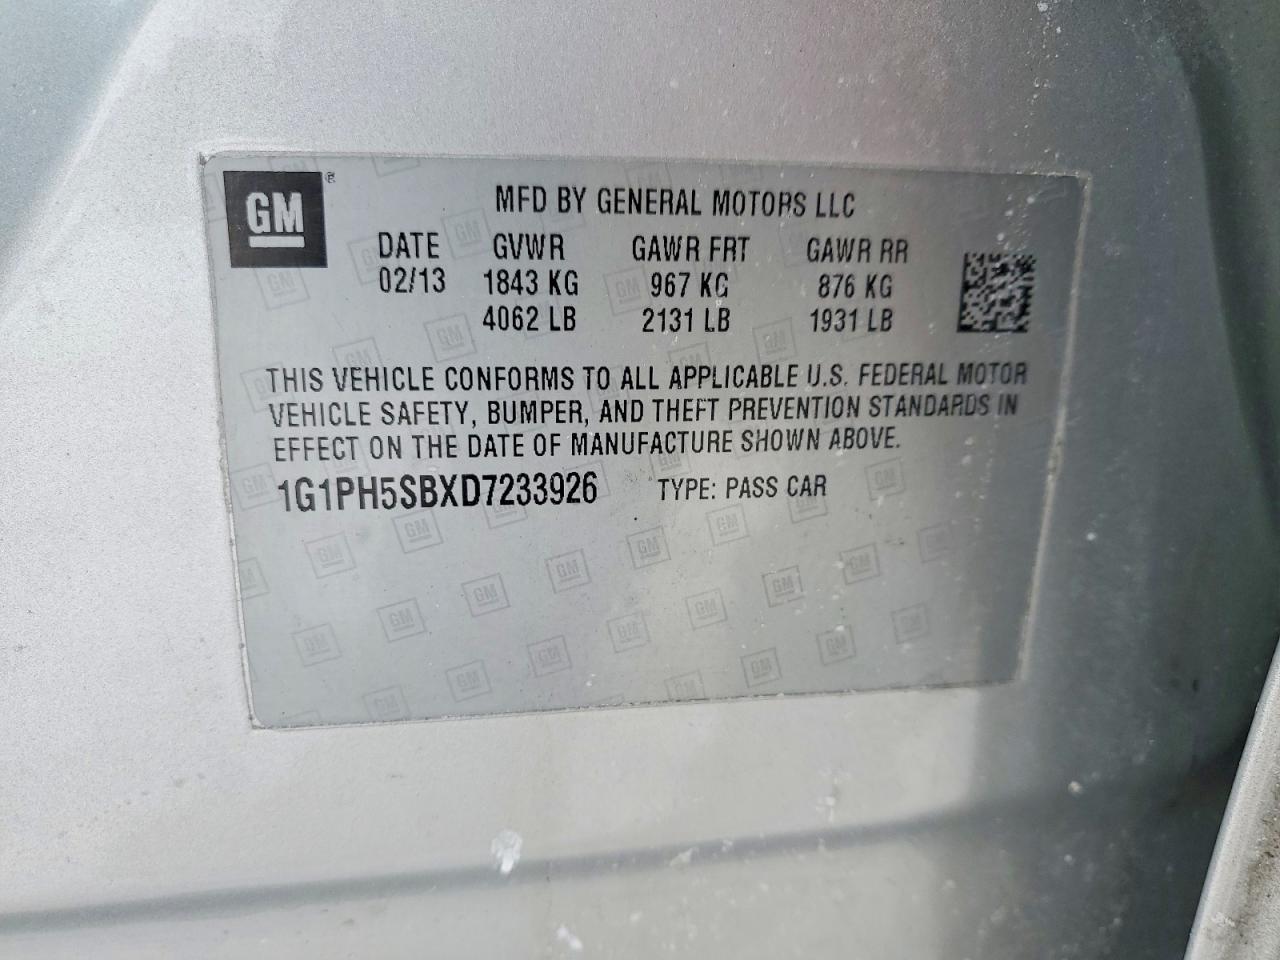 GM®
MFD BY GENERAL MOTORS LLC
DATE GVWR GAWR FRT GAWR RR
02/13 1843 KG 967 KG 876 KG
4062 LB 2131 LB 1931 LB
THIS VEHICLE CONFORMS TO ALL APPLICABLE U.S. FEDERAL MOTOR
VEHICLE SAFETY, BUMPER, AND THEFT PREVENTION STANDARDS IN
EFFECT ON THE DATE OF MANUFACTURE SHOWN ABOVE.
1G1PH5SBXD7233926 TYPE: PASS CAR